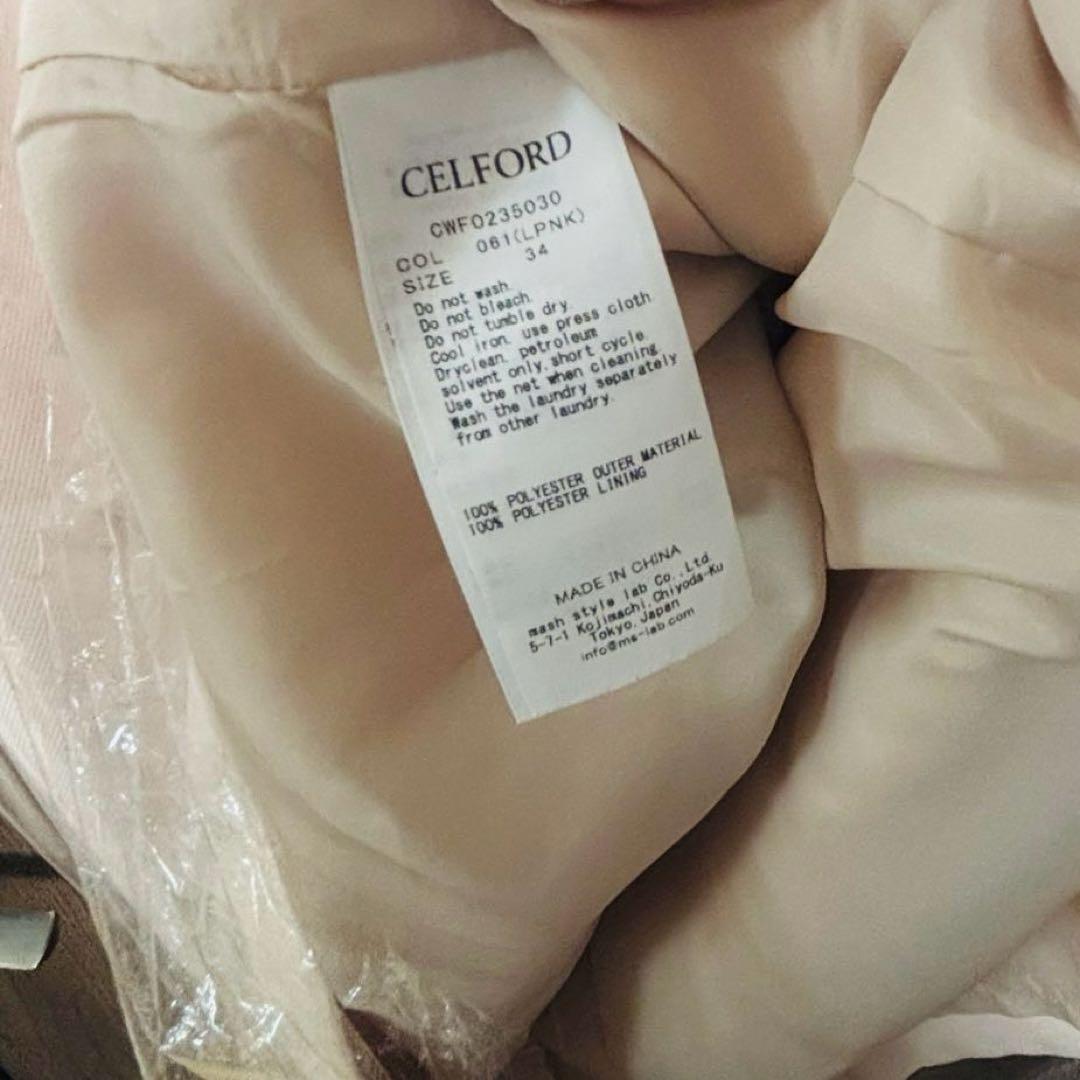 CELFORD
CWF0235030
COL 061(LPNK)
SIZE 34
Do not wash.
Do not bleach.
Do not tumble dry.
Cool iron. use press cloth
Dryclean. petroleum
solvent only,short cycle.
Use the net when cleaning.
Wash the laundry separately
from other laundry.
100% POLYESTER OUTER MATERIAL
100% POLYESTER LINING
MADE IN CHINA
mash style lab Co.,Ltd
5-7-1 Kojimachi,Chiyoda-Ku
Tokyo,Japan
info@ms-lab.com